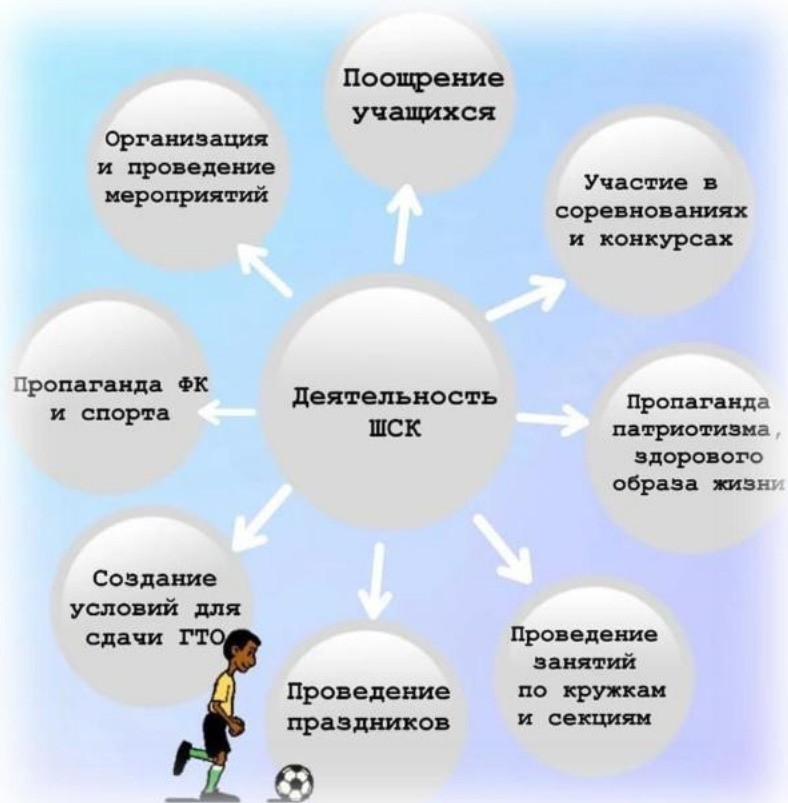 Поощрение
учащихся
Организация
и проведение
мероприятий
Участие в
соревнованиях
и конкурсах
Пропаганда ФК
и спорта
Деятельность
ШСК
Пропаганда
патриотизма,
здорового
образа жизни
Создание
условий для
сдачи ГТО
Проведение
праздников
Проведение
занятий
по кружкам
и секциям